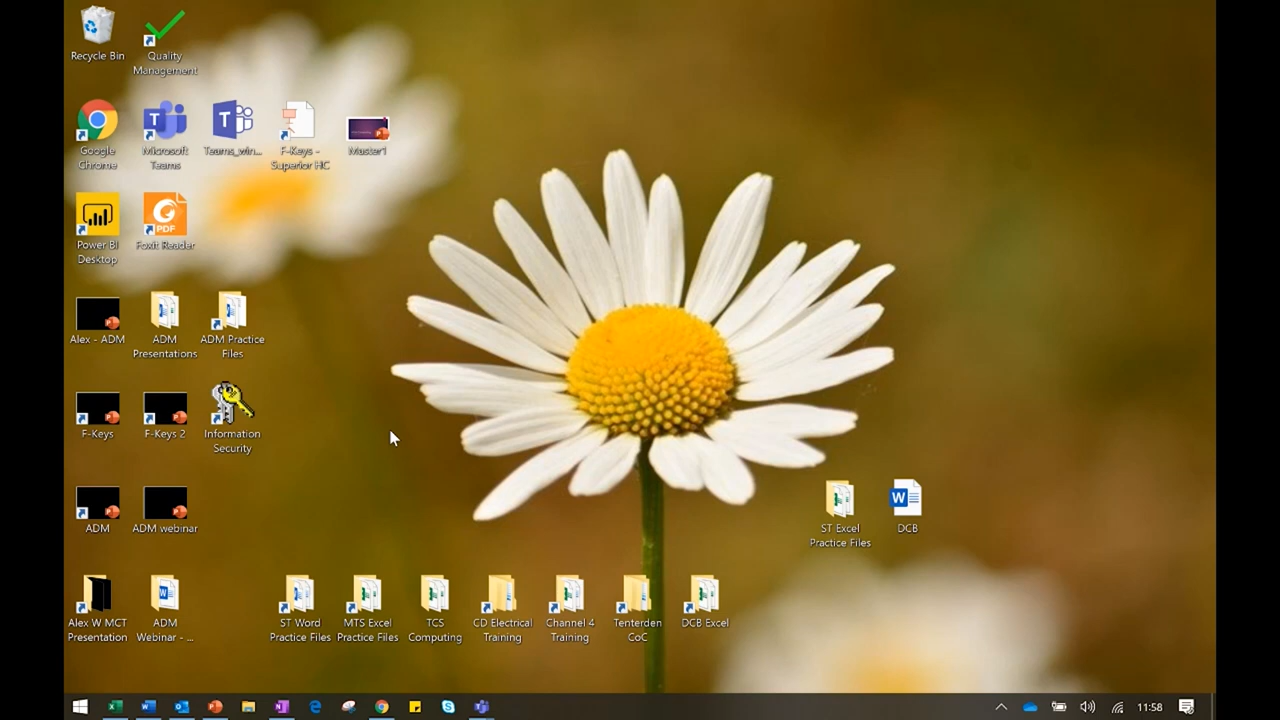 Recycle Bin
Quality
Management
Google
Chrome
Microsoft
Teams
Teams_win...
F-Keys -
Superior HC
Master1
Power BI
Desktop
PDF
Foxit Reader
Alex - ADM
ADM
Presentations
ADM Practice
Files
F-Keys
F-Keys 2
Information
Security
ADM
ADM webinar
ST Excel
Practice Files
DCB
Alex W MCT
Presentation
ADM
Webinar - ...
ST Word
Practice Files
MTS Excel
Practice Files
TCS
Computing
CD Electrical
Training
Channel 4
Training
Tenterden
CoC
DCB Excel
11:58